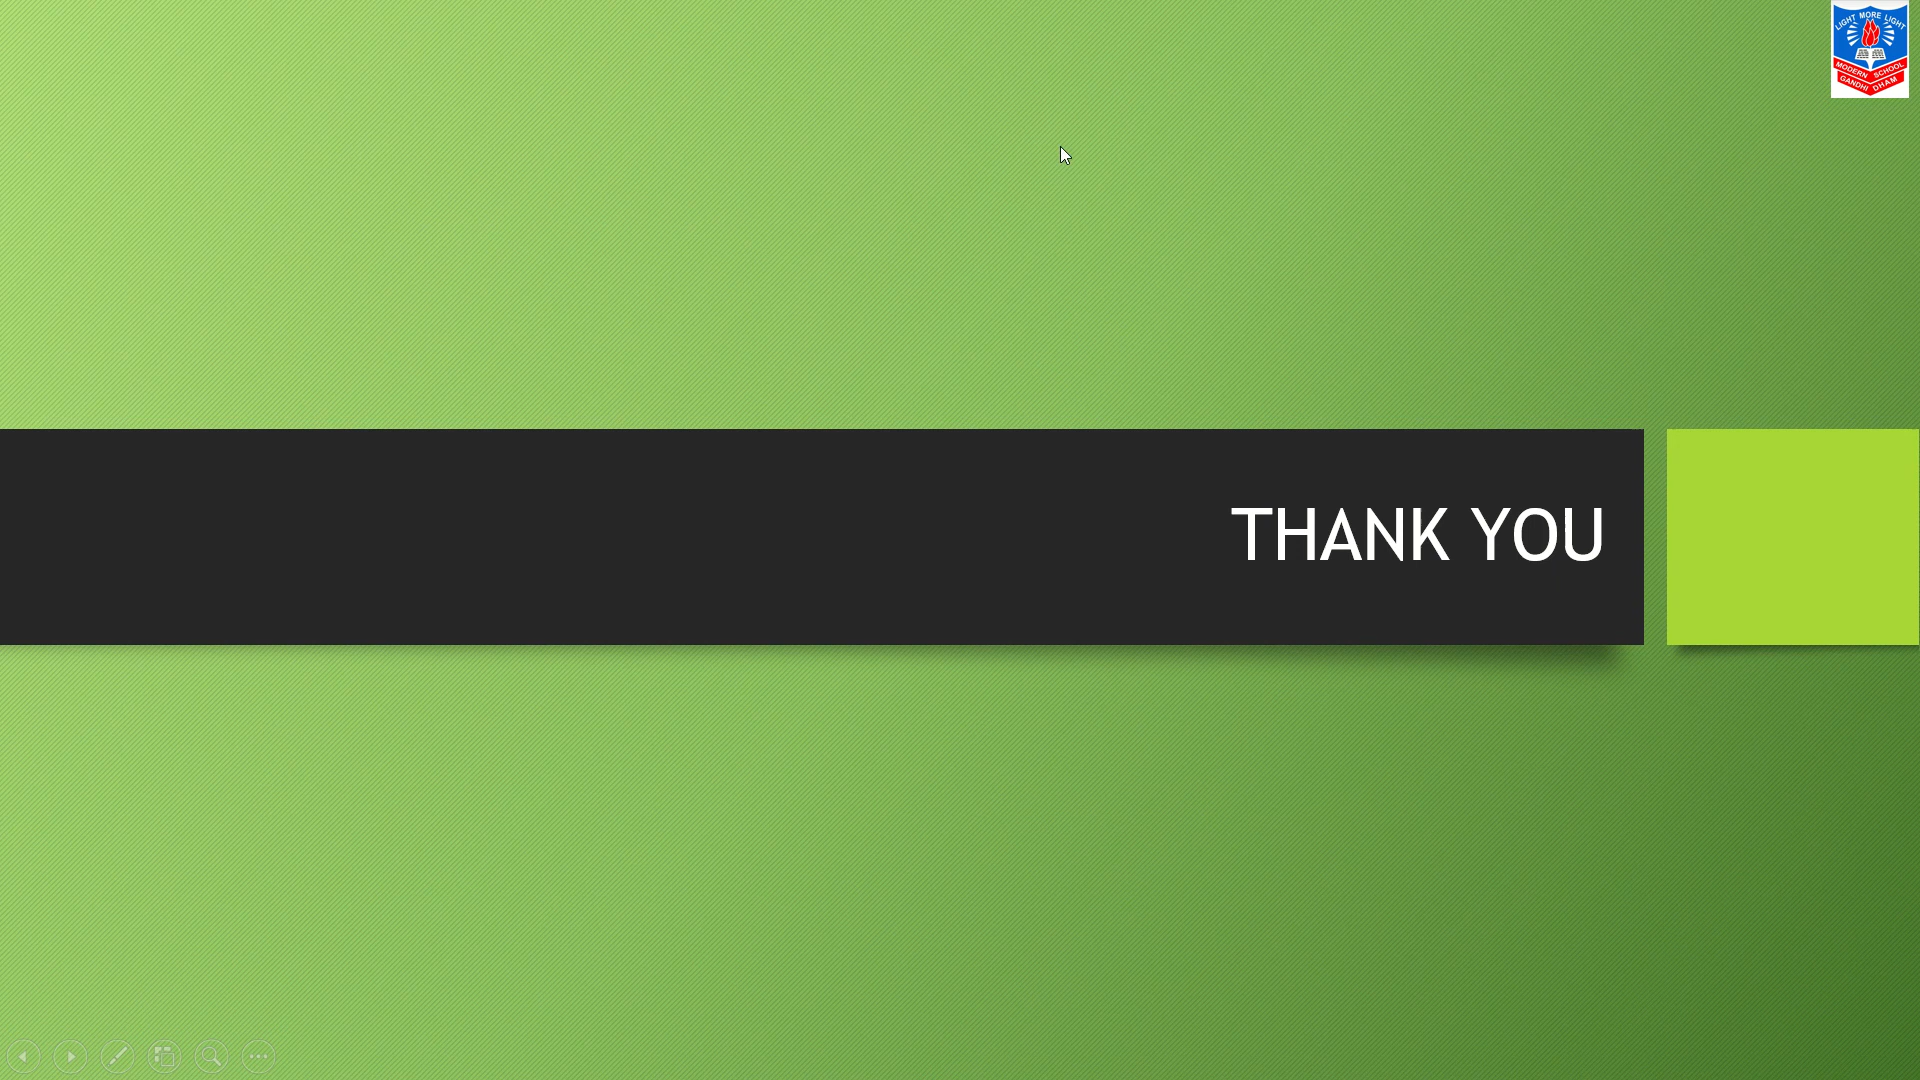 LIGHT MORE LIGHT
MODERN SCHOOL
GANDHI DHAM
THANK YOU